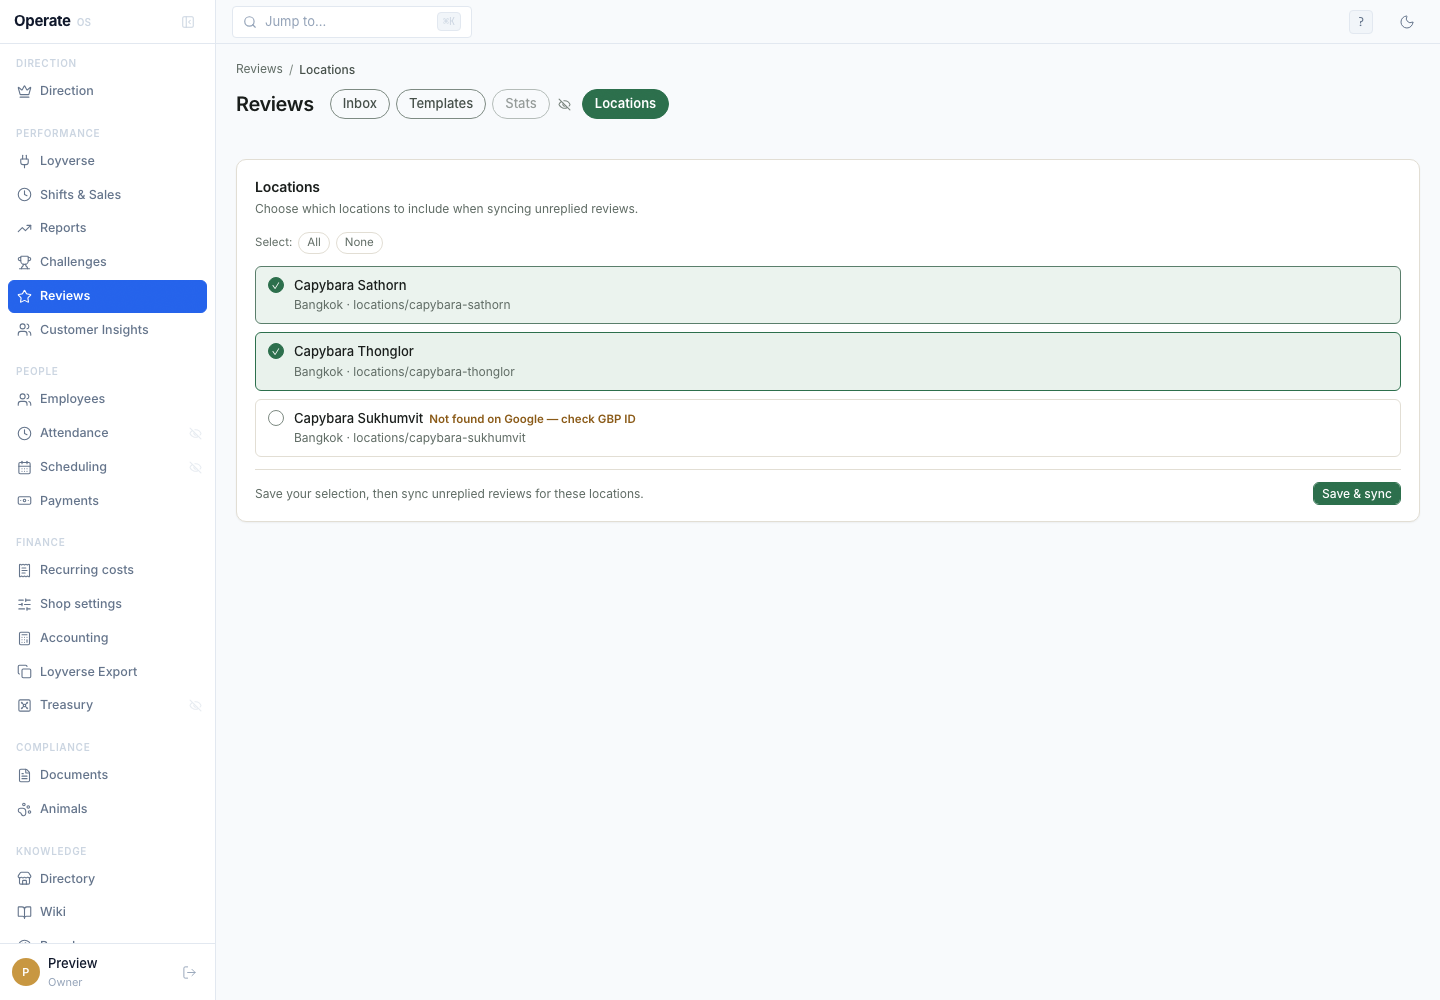 Operate OS
Jump to...
⌘K
?
DIRECTION
Direction
PERFORMANCE
Loyverse
Shifts & Sales
Reports
Challenges
Reviews
Customer Insights
PEOPLE
Employees
Attendance
Scheduling
Payments
FINANCE
Recurring costs
Shop settings
Accounting
Loyverse Export
Treasury
COMPLIANCE
Documents
Animals
KNOWLEDGE
Directory
Wiki
P
Preview
Owner
Reviews / Locations
Reviews
Inbox
Templates
Stats
Locations
Locations
Choose which locations to include when syncing unreplied reviews.
Select: All None
Capybara Sathorn
Bangkok · locations/capybara-sathorn
Capybara Thonglor
Bangkok · locations/capybara-thonglor
Capybara Sukhumvit Not found on Google — check GBP ID
Bangkok · locations/capybara-sukhumvit
Save your selection, then sync unreplied reviews for these locations.
Save & sync